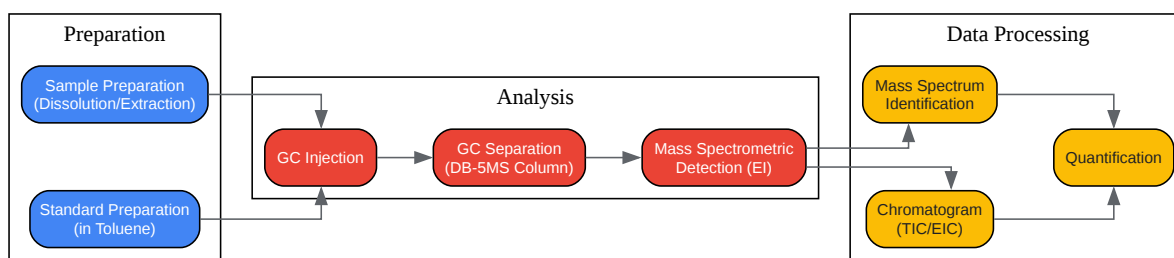 Preparation
Sample Preparation
(Dissolution/Extraction)
Standard Preparation
(in Toluene)
Analysis
GC Injection
GC Separation
(DB-5MS Column)
Mass Spectrometric
Detection (EI)
Data Processing
Mass Spectrum
Identification
Chromatogram
(TIC/EIC)
Quantification